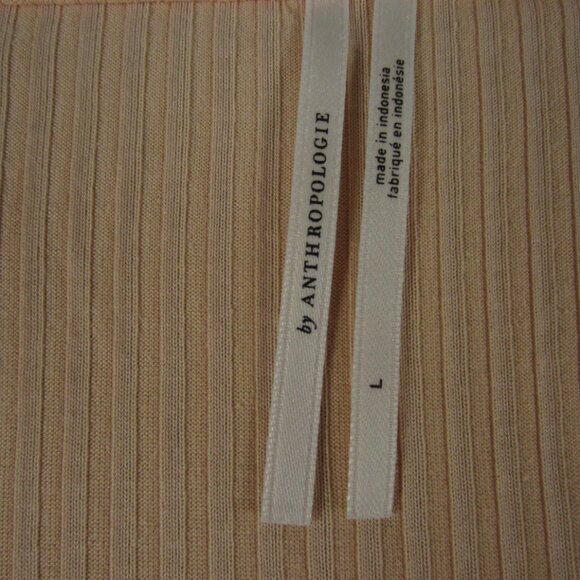 by ANTHROPOLOGIE
made in indonesia
fabriqué en indonésie
L